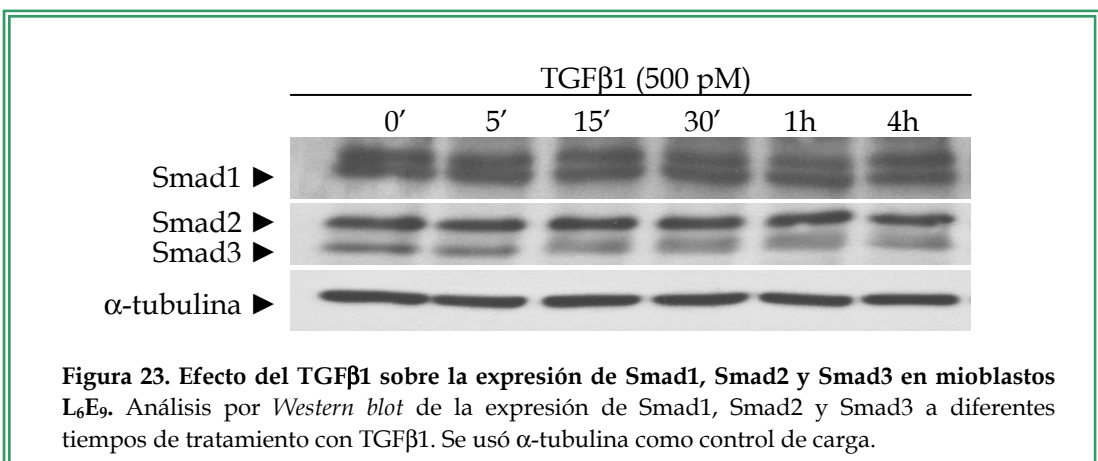 TGFβ1 (500 pM)
0’ 5’ 15’ 30’ 1h 4h
Smad1 ►
Smad2 ►
Smad3 ►
α-tubulina ►
Figura 23. Efecto del TGFβ1 sobre la expresión de Smad1, Smad2 y Smad3 en mioblastos
L₆E₉. Análisis por Western blot de la expresión de Smad1, Smad2 y Smad3 a diferentes
tiempos de tratamiento con TGFβ1. Se usó α-tubulina como control de carga.